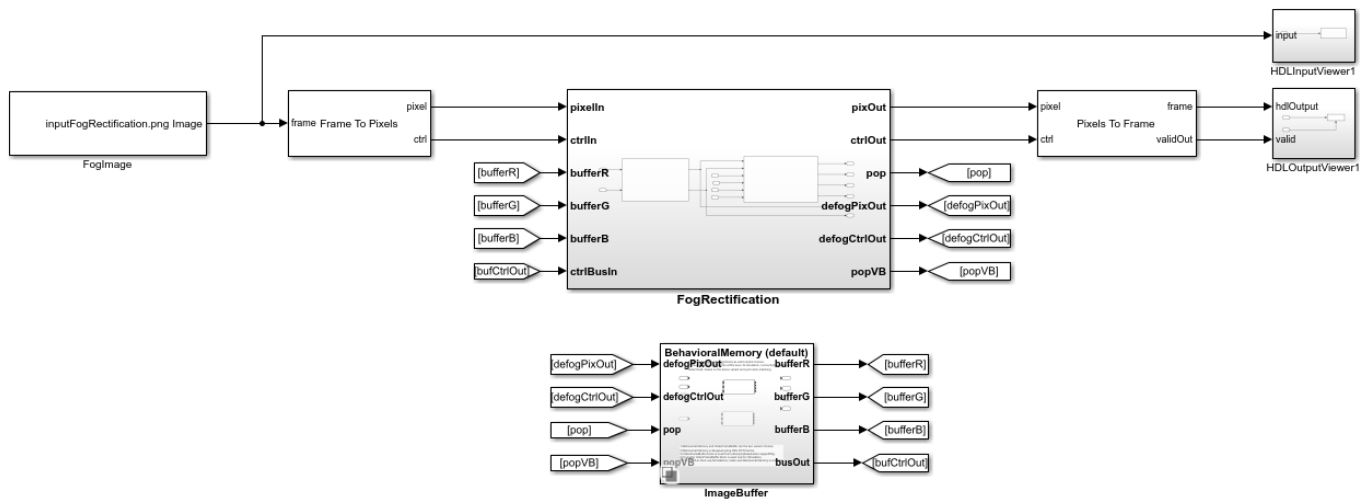 input
HDLInputViewer1
inputFogRectification.png Image
FogImage
frame
Frame To Pixels
pixel
ctrl
pixelIn
ctrlIn
bufferR
bufferG
bufferB
ctrlBusIn
[bufferR]
[bufferG]
[bufferB]
[bufCtrlOut]
pixOut
ctrlOut
pop
defogPixOut
defogCtrlOut
popVB
FogRectification
[pop]
[defogPixOut]
[defogCtrlOut]
[popVB]
pixel
ctrl
Pixels To Frame
frame
validOut
hdlOutput
valid
HDLOutputViewer1
[defogPixOut]
[defogCtrlOut]
[pop]
[popVB]
BehavioralMemory (default)
defogPixOut
defogCtrlOut
pop
popVB
bufferR
bufferG
bufferB
busOut
ImageBuffer
[bufferR]
[bufferG]
[bufferB]
[bufCtrlOut]